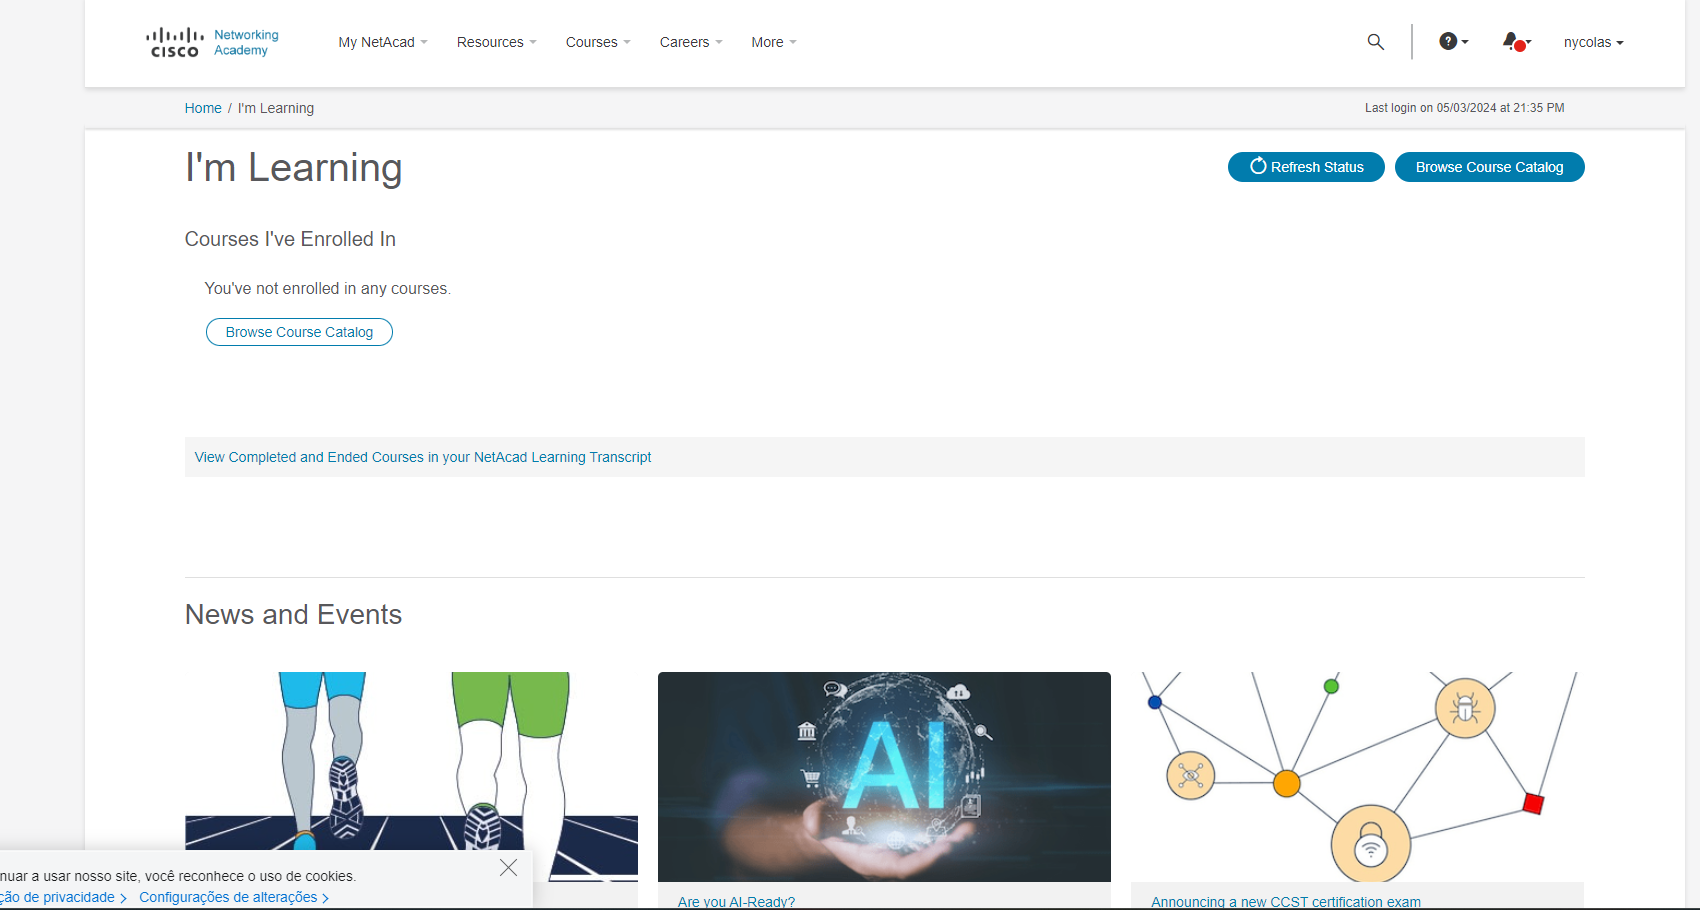 CISCO Networking Academy
My NetAcad Resources Courses Careers More nycolas
Home / I'm Learning
Last login on 05/03/2024 at 21:35 PM
I'm Learning
Refresh Status
Browse Course Catalog
Courses I've Enrolled In
You've not enrolled in any courses.
Browse Course Catalog
View Completed and Ended Courses in your NetAcad Learning Transcript
News and Events
AI
nuar a usar nosso site, você reconhece o uso de cookies.
ção de privacidade > Configurações de alterações >
Are you AI-Ready?
Announcing a new CCST certification exam